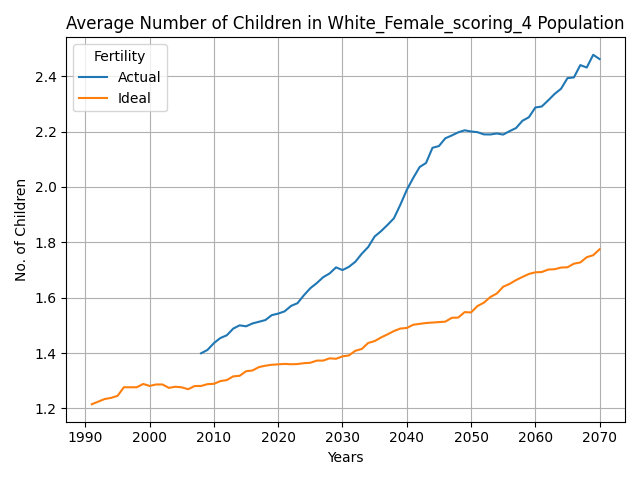 Average Number of Children in White_Female_scoring_4 Population
Fertility
Actual
Ideal
No. of Children
2.4
2.2
2.0
1.8
1.6
1.4
1.2
1990 2000 2010 2020 2030 2040 2050 2060 2070
Years